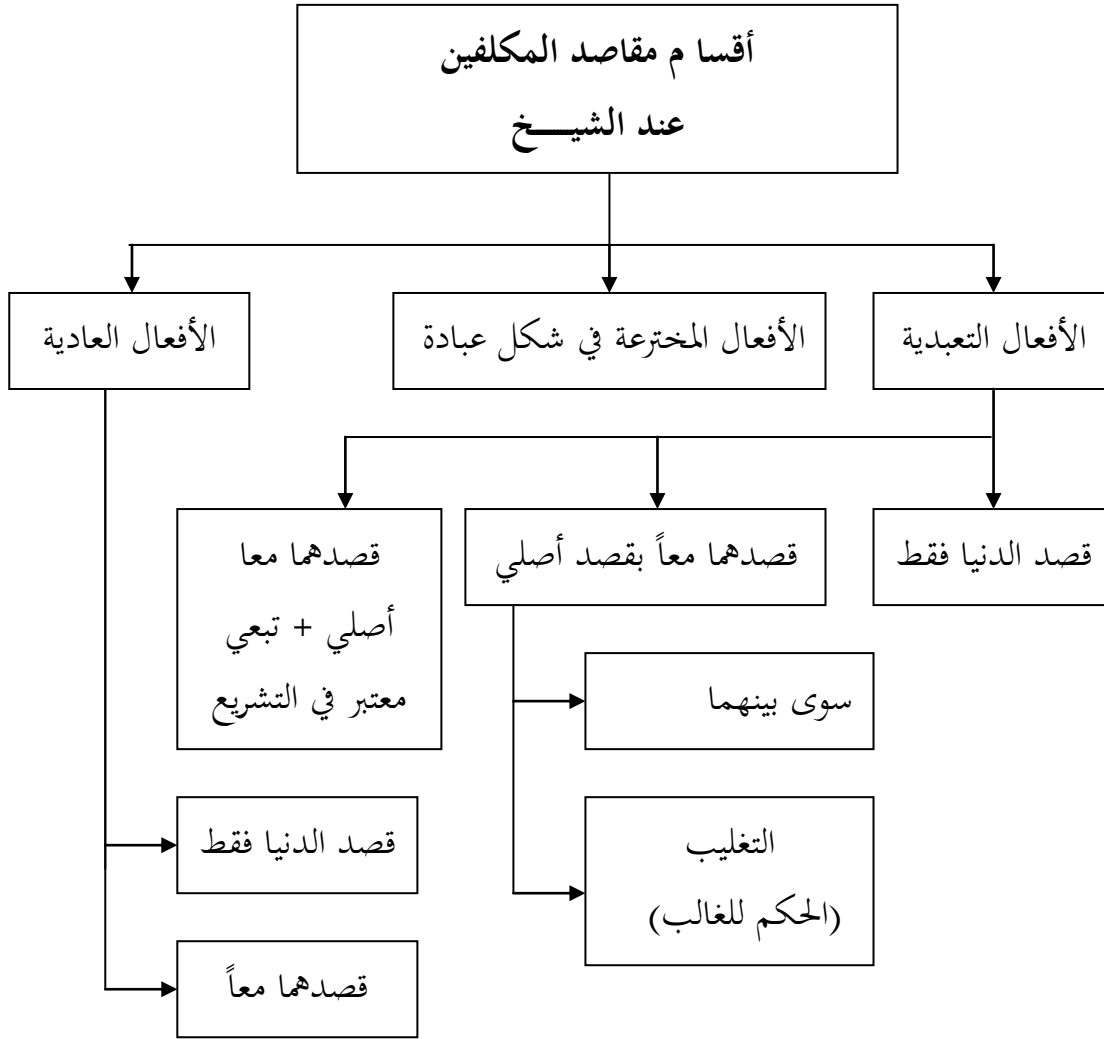 أقسا م مقاصد المكلفين
عند الشيـــــخ
الأفعال التعبدية
الأفعال المخترعة في شكل عبادة
الأفعال العادية
قصد الدنيا فقط
قصدهما معاً بقصد أصلي
قصدهما معا
أصلي + تبعي
معتبر في التشريع
سوى بينهما
التغليب
(الحكم للغالب)
قصد الدنيا فقط
قصدهما معاً